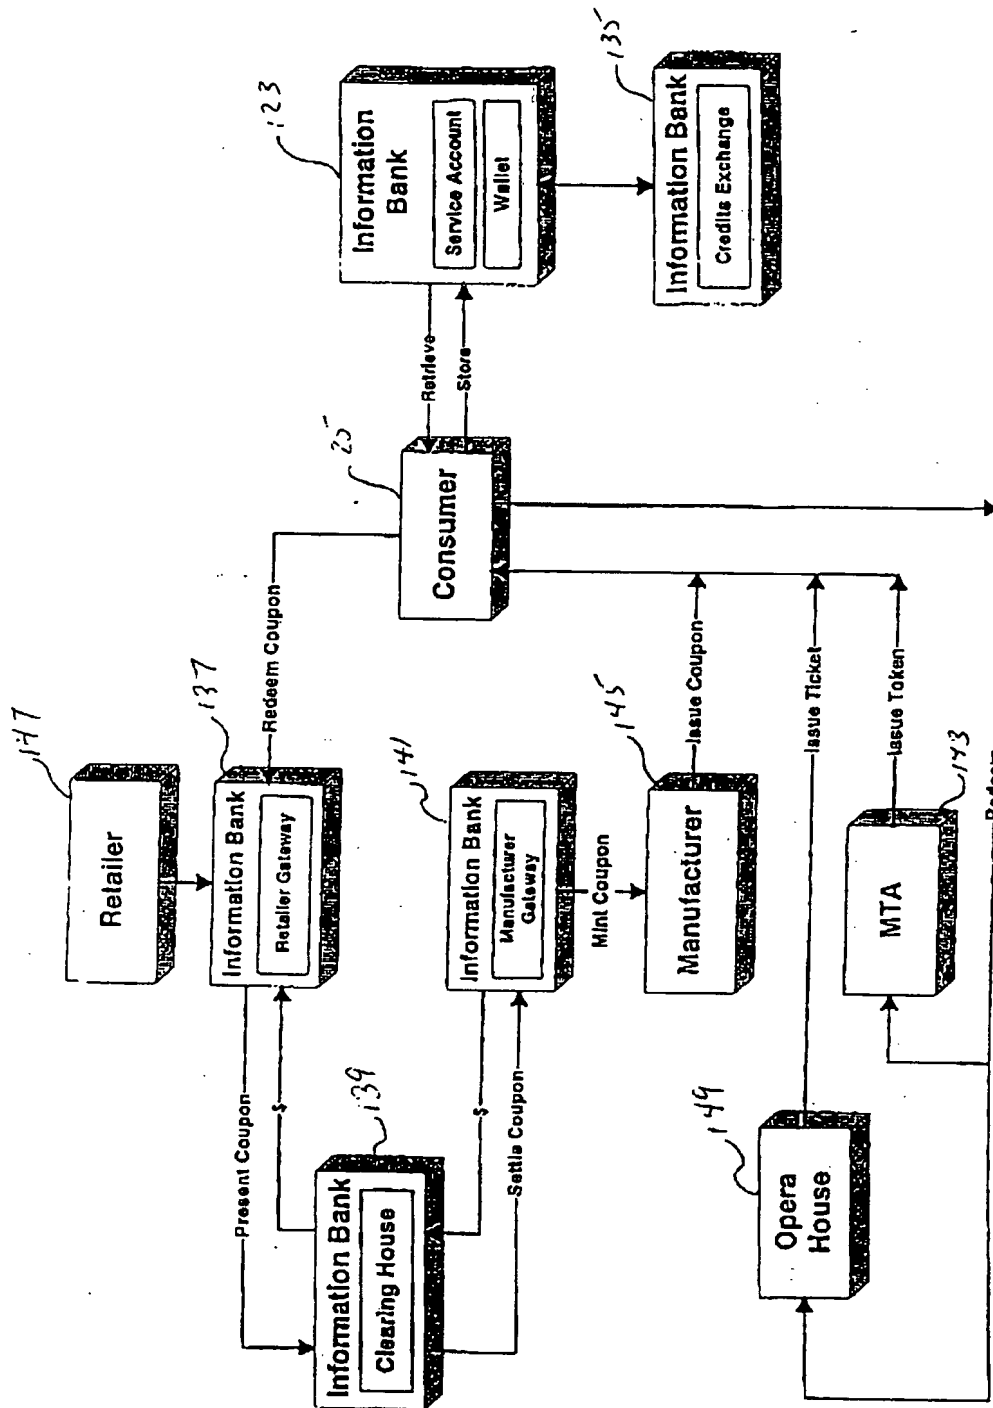 147
Retailer
137
Information Bank
Retailer Gateway
Redeem Coupon
Present Coupon
$
139
Information Bank
Clearing House
$
Settle Coupon
141
Information Bank
Manufacturer
Gateway
Mint Coupon
145
Manufacturer
Issue Coupon
25
Consumer
Retrieve
Store
123
Information
Bank
Service Account
Wallet
135
Information Bank
Credits Exchange
149
Opera
House
Issue Ticket
143
MTA
Issue Token